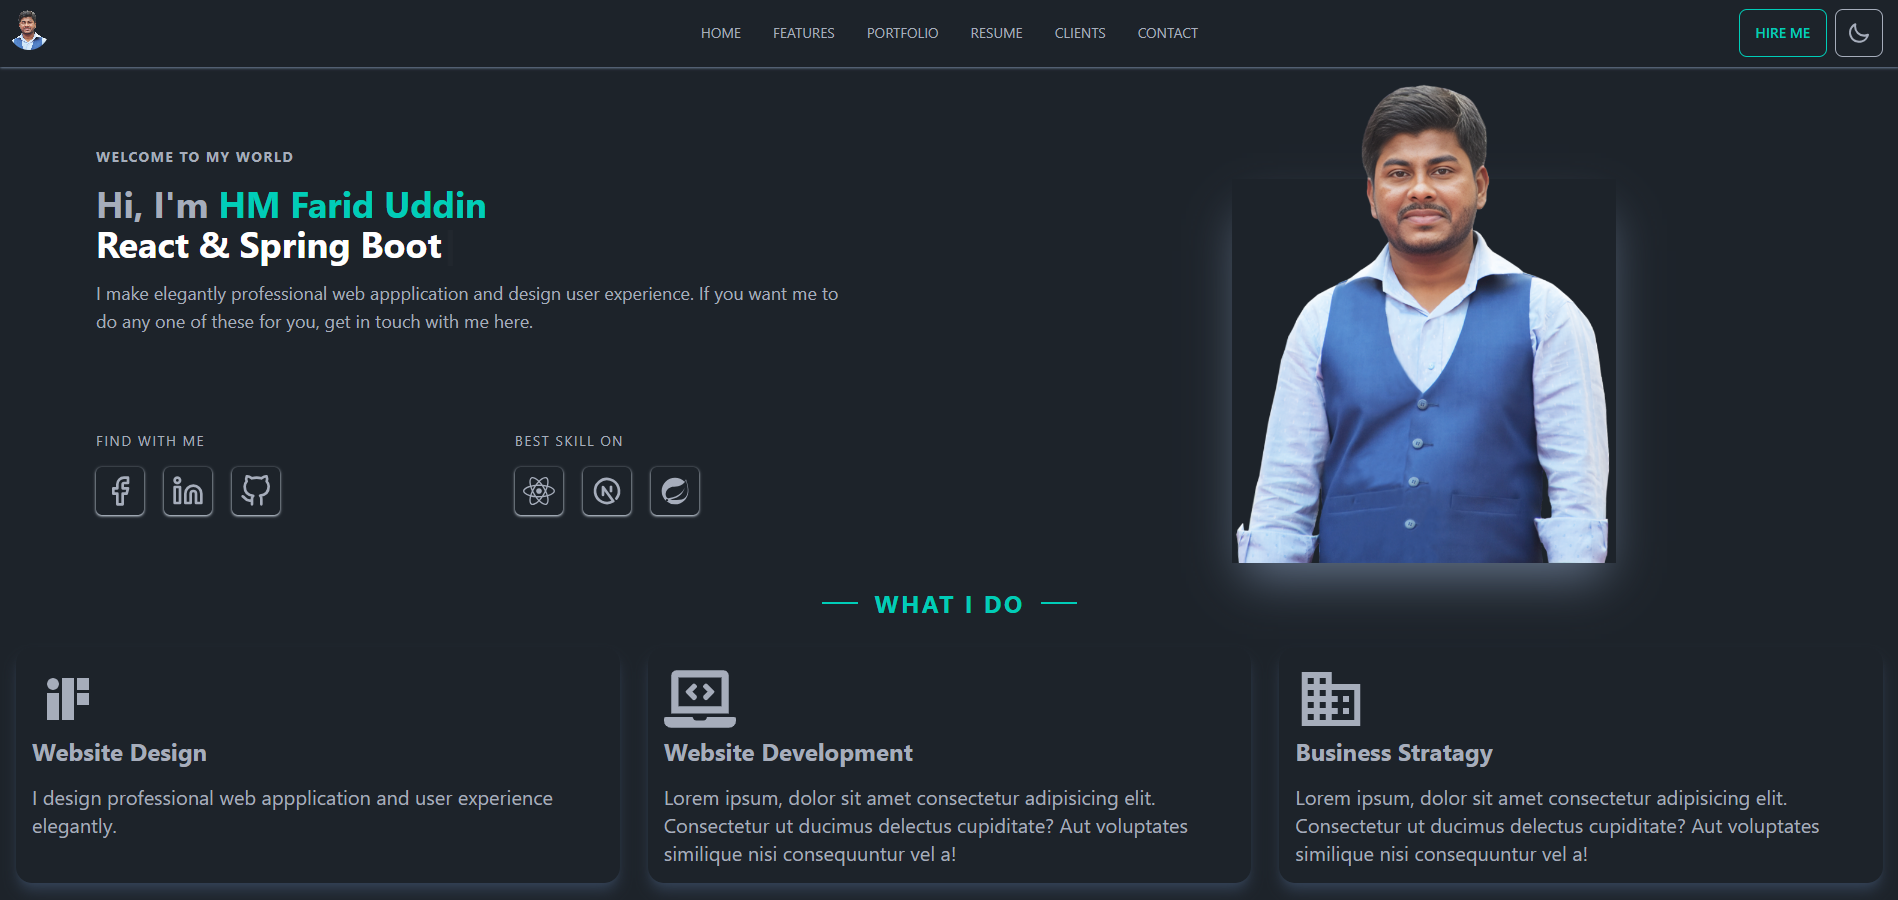 HOME FEATURES PORTFOLIO RESUME CLIENTS CONTACT HIRE ME
WELCOME TO MY WORLD
Hi, I'm HM Farid Uddin
React & Spring Boot
I make elegantly professional web appplication and design user experience. If you want me to
do any one of these for you, get in touch with me here.
FIND WITH ME
BEST SKILL ON
WHAT I DO
Website Design
I design professional web appplication and user experience
elegantly.
Website Development
Lorem ipsum, dolor sit amet consectetur adipisicing elit.
Consectetur ut ducimus delectus cupiditate? Aut voluptates
similique nisi consequuntur vel a!
Business Stratagy
Lorem ipsum, dolor sit amet consectetur adipisicing elit.
Consectetur ut ducimus delectus cupiditate? Aut voluptates
similique nisi consequuntur vel a!